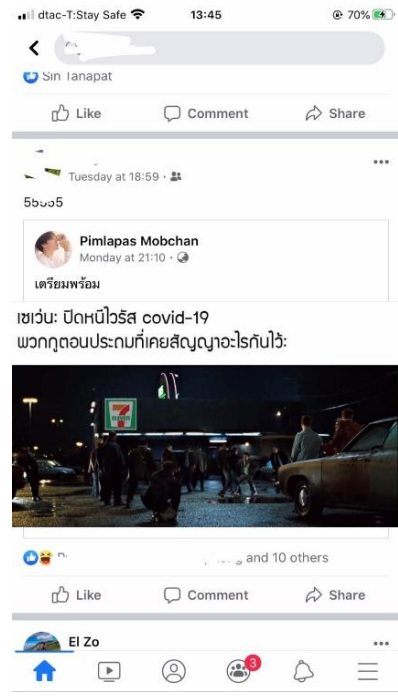 dtac-T:Stay Safe
13:45
70%
Sin Tanapat
Like
Comment
Share
Tuesday at 18:59
55555
Pimlapas Mobchan
Monday at 21:10
เตรียมพร้อม
เซเว่น: ปิดหนีไวรัส covid-19
พวกกูตอนประถมที่เคยสัญญาอะไรกันไว้:
7
ELEVEN
and 10 others
Like
Comment
Share
El Zo
3